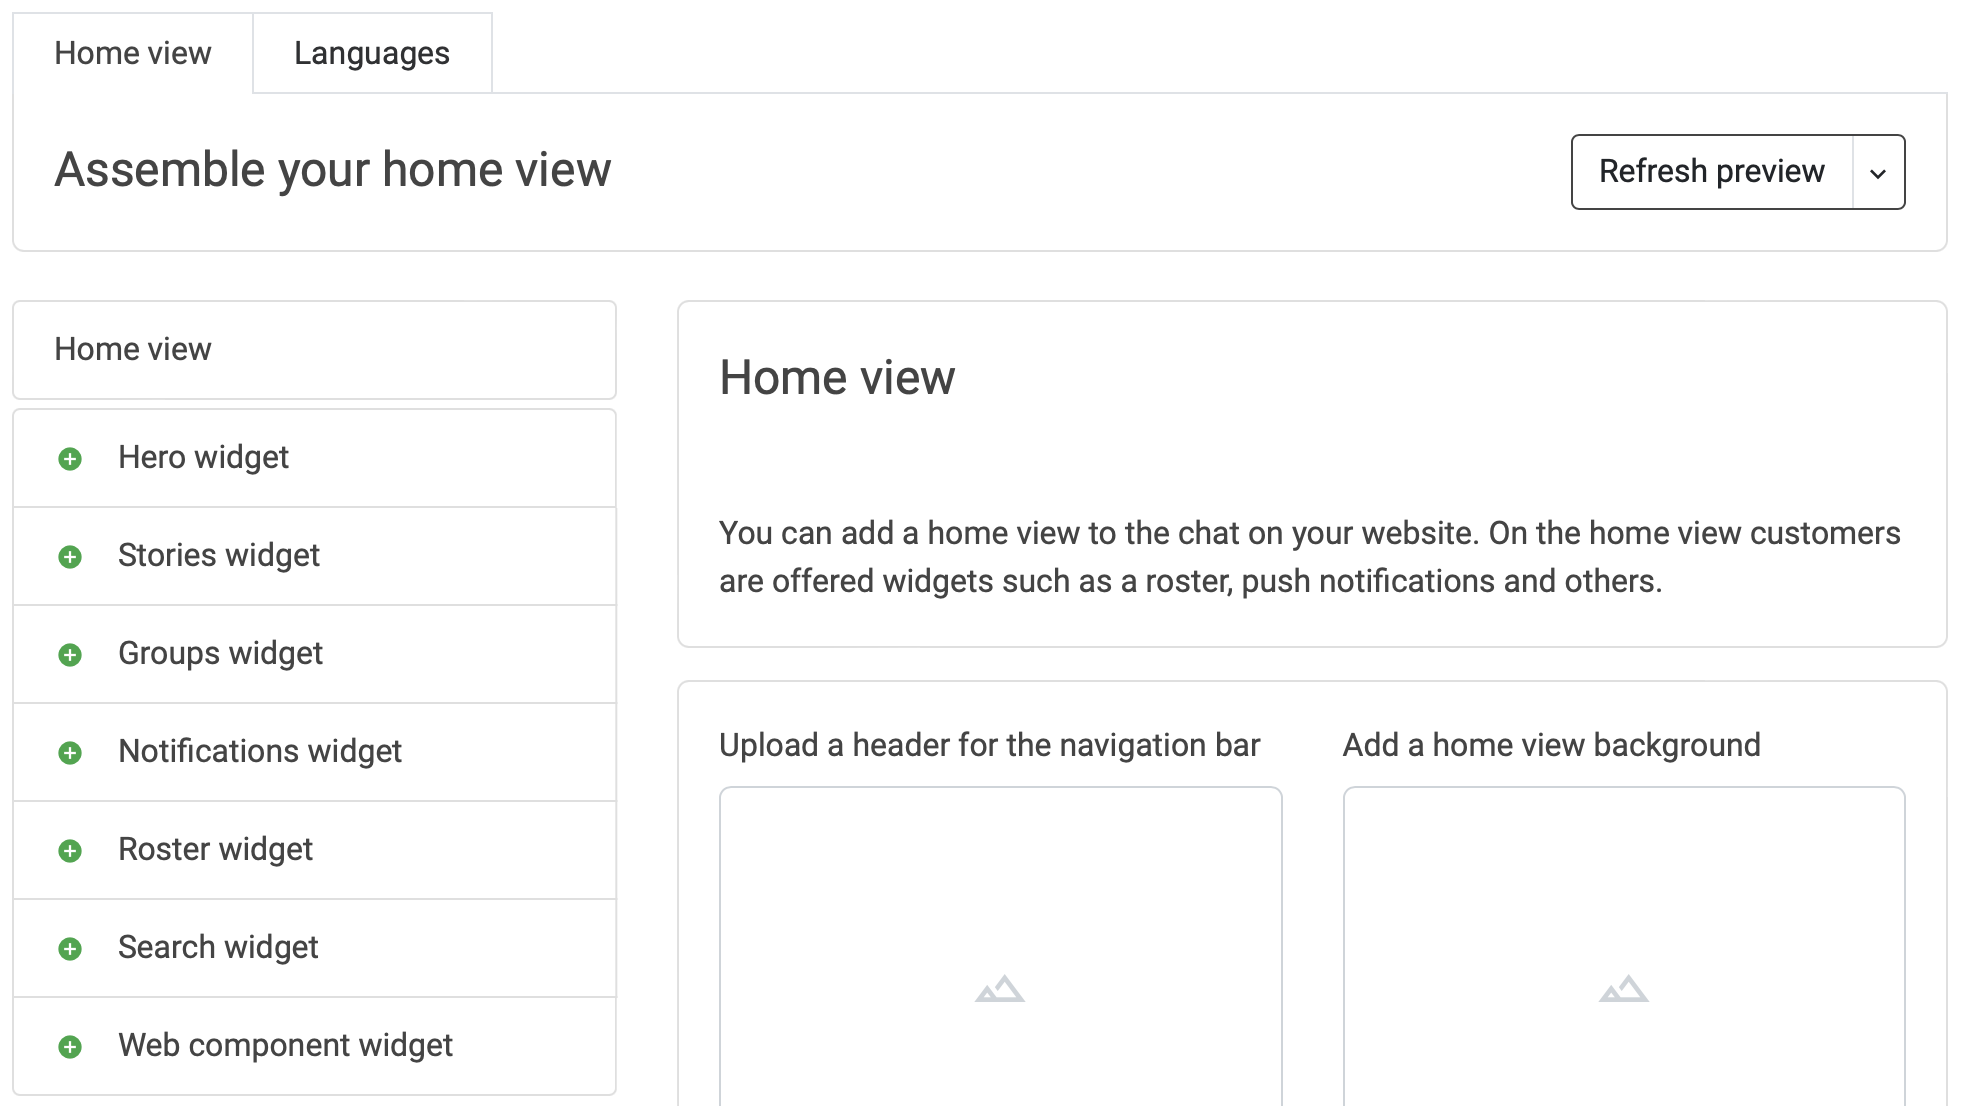 Home view
Languages
Assemble your home view
Refresh preview
Home view
Hero widget
Stories widget
Groups widget
Notifications widget
Roster widget
Search widget
Web component widget
Home view
You can add a home view to the chat on your website. On the home view customers
are offered widgets such as a roster, push notifications and others.
Upload a header for the navigation bar
Add a home view background